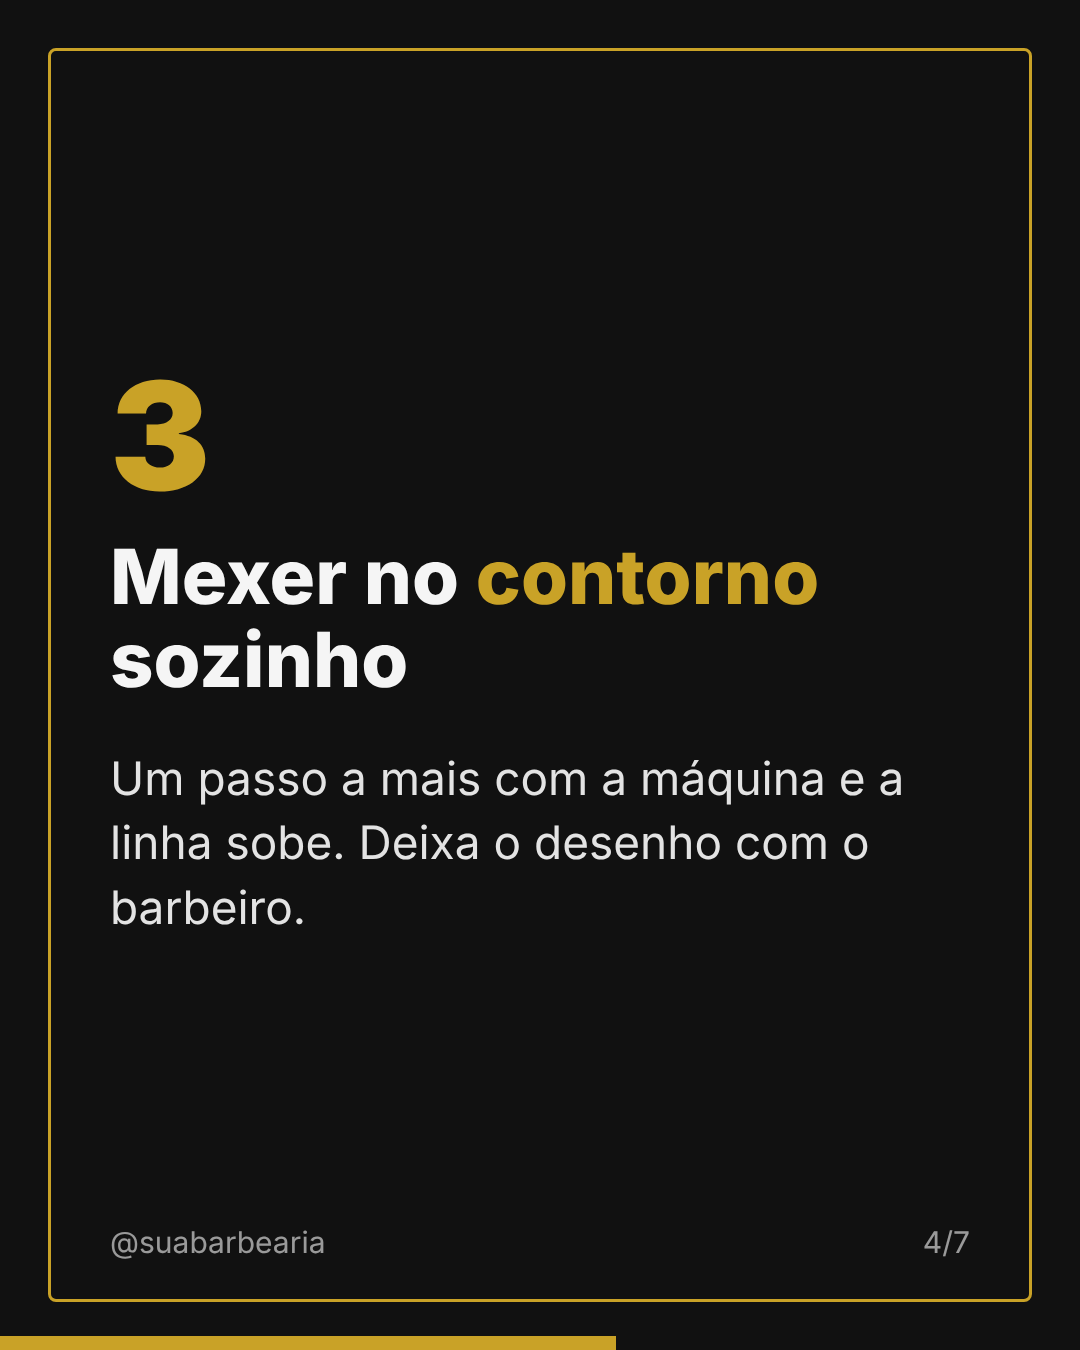 3
Mexer no contorno
sozinho
Um passo a mais com a máquina e a
linha sobe. Deixa o desenho com o
barbeiro.
@suabarbearia
4/7